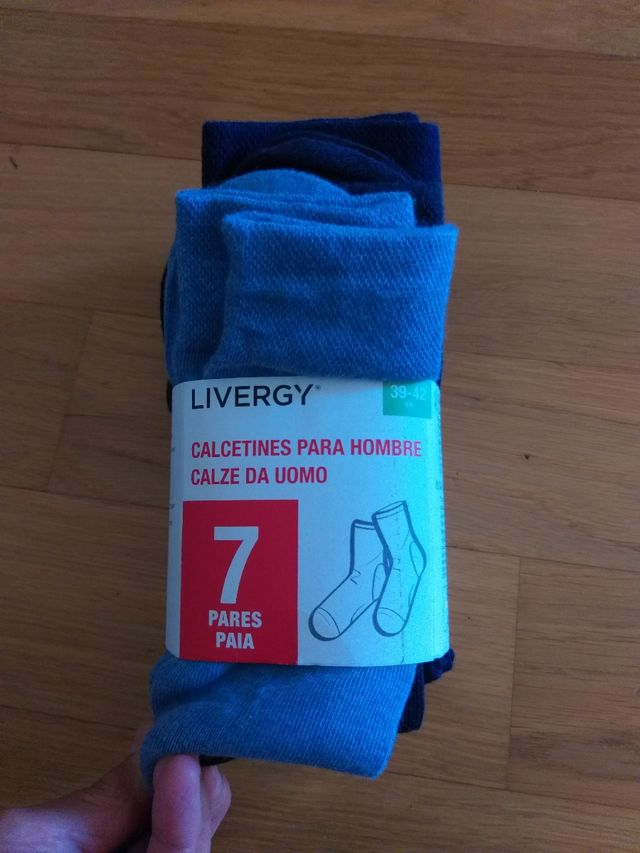 LIVERGY®
39-42
CALCETINES PARA HOMBRE
CALZE DA UOMO
7
PARES
PAIA